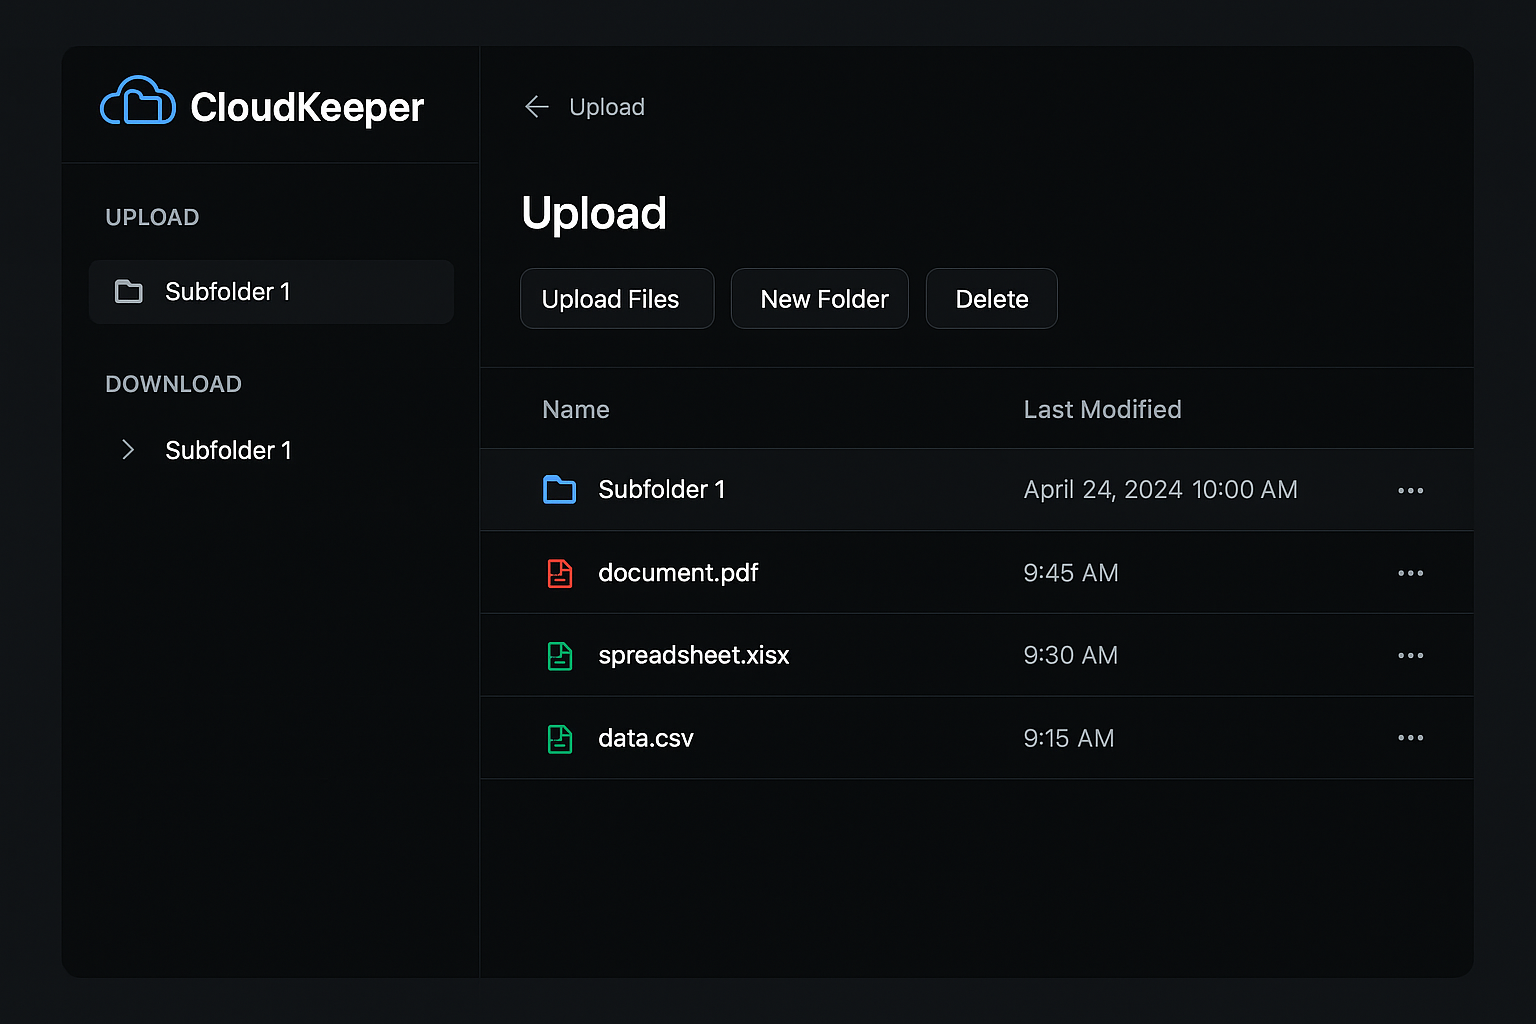 CloudKeeper
UPLOAD
Subfolder 1
DOWNLOAD
Subfolder 1
Upload
Upload
Upload Files New Folder Delete
Name Last Modified
Subfolder 1 April 24, 2024 10:00 AM
document.pdf 9:45 AM
spreadsheet.xisx 9:30 AM
data.csv 9:15 AM